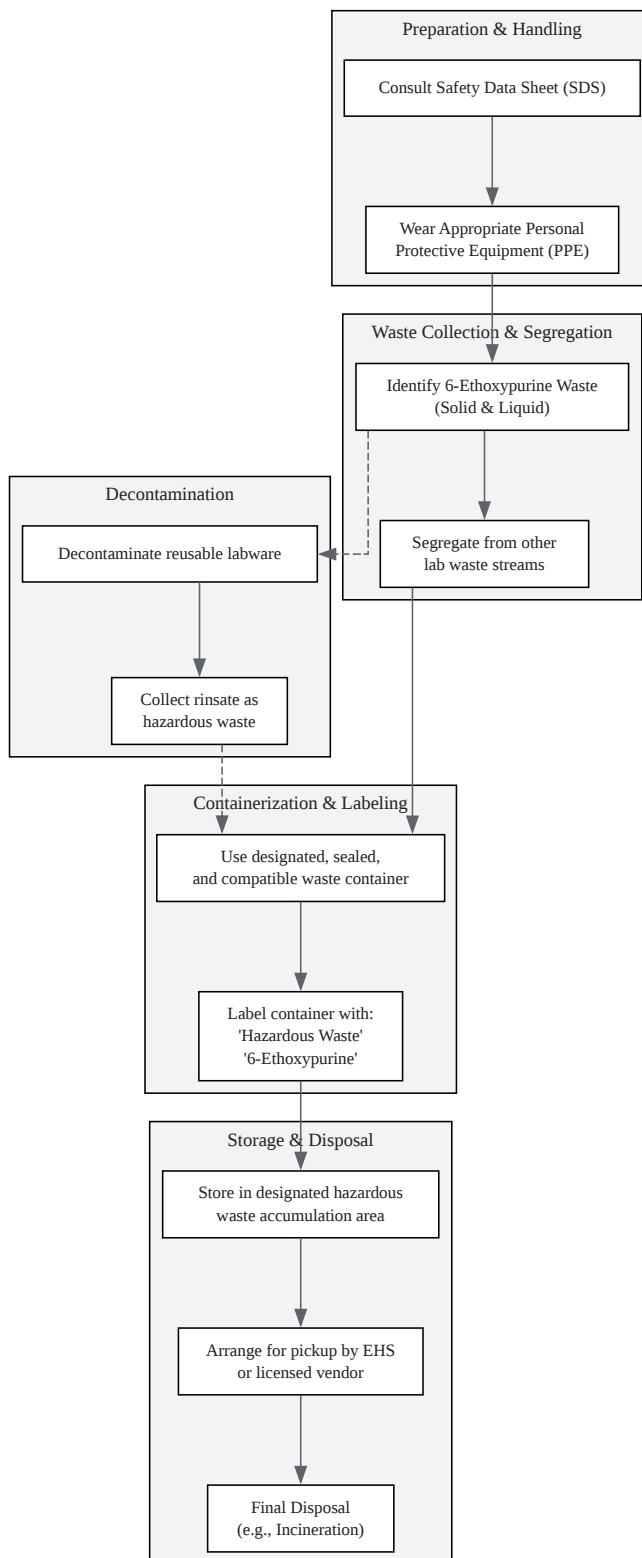 Preparation & Handling
Consult Safety Data Sheet (SDS)
Wear Appropriate Personal
Protective Equipment (PPE)
Waste Collection & Segregation
Identify 6-Ethoxypurine Waste
(Solid & Liquid)
Decontamination
Decontaminate reusable labware
Segregate from other
lab waste streams
Collect rinsate as
hazardous waste
Containerization & Labeling
Use designated, sealed,
and compatible waste container
Label container with:
'Hazardous Waste'
'6-Ethoxypurine'
Storage & Disposal
Store in designated hazardous
waste accumulation area
Arrange for pickup by EHS
or licensed vendor
Final Disposal
(e.g., Incineration)